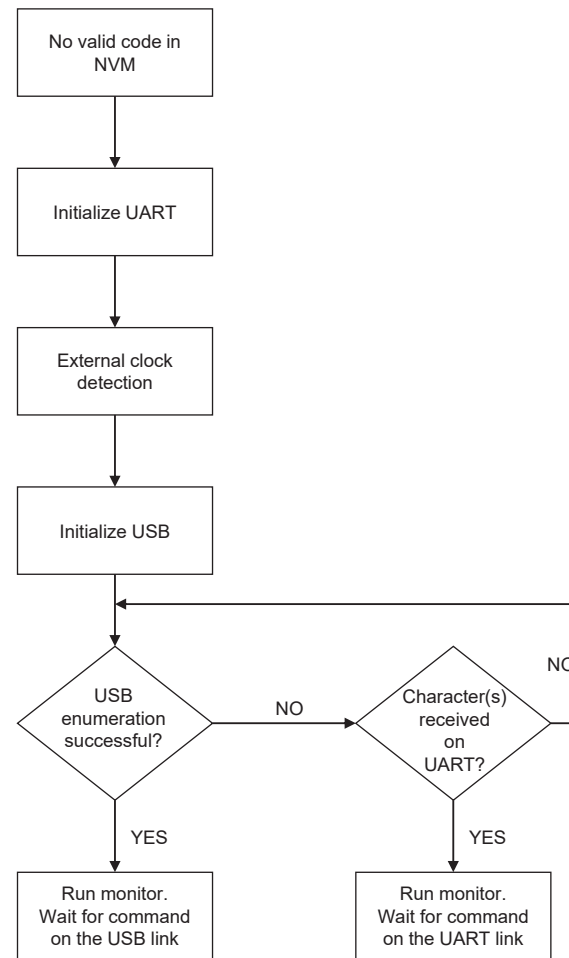 No valid code in
NVM
Initialize UART
External clock
detection
Initialize USB
USB
enumeration
successful?
NO
Character(s)
received
on
UART?
NO
YES
YES
Run monitor.
Wait for command
on the USB link
Run monitor.
Wait for command
on the UART link